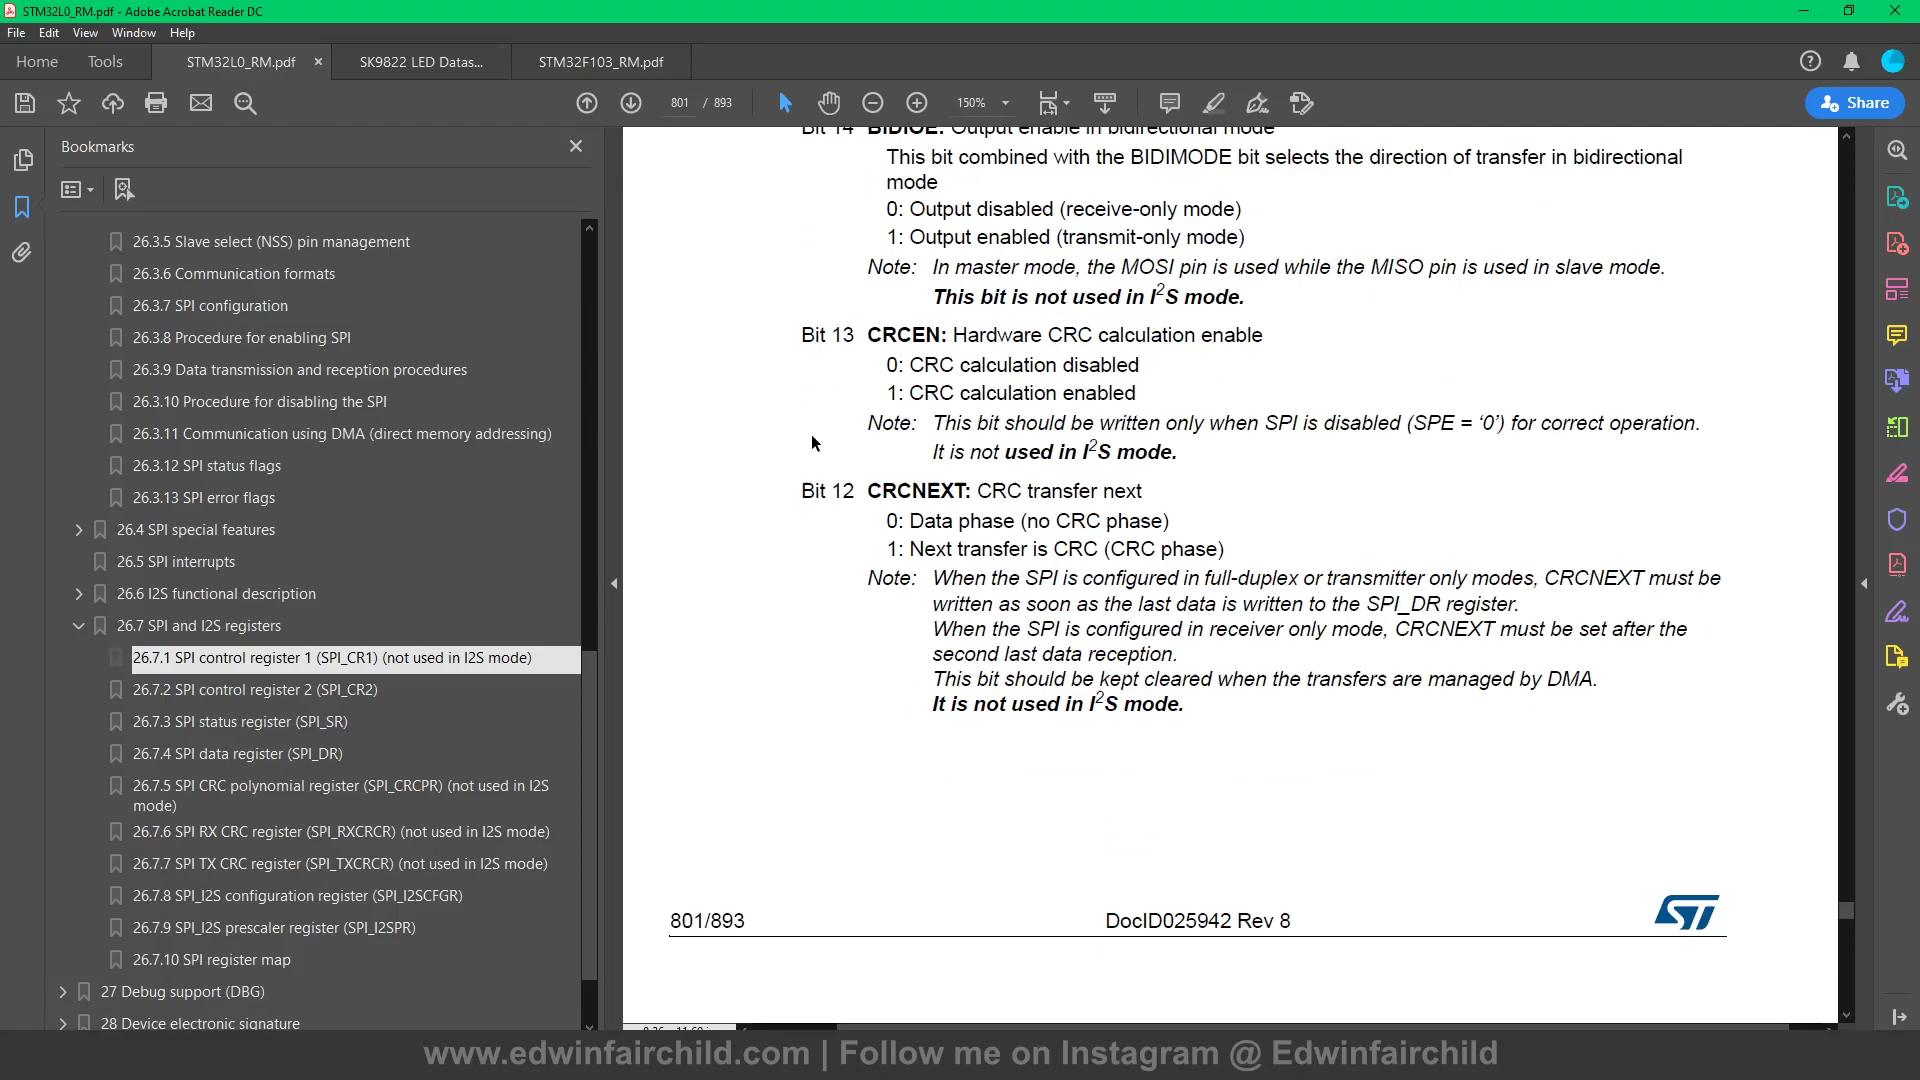 STM32L0_RM.pdf - Adobe Acrobat Reader DC
File Edit View Window Help
Home Tools STM32L0_RM.pdf × SK9822 LED Datas... STM32F103_RM.pdf
801 / 893 150% Share
Bookmarks
26.3.5 Slave select (NSS) pin management
26.3.6 Communication formats
26.3.7 SPI configuration
26.3.8 Procedure for enabling SPI
26.3.9 Data transmission and reception procedures
26.3.10 Procedure for disabling the SPI
26.3.11 Communication using DMA (direct memory addressing)
26.3.12 SPI status flags
26.3.13 SPI error flags
26.4 SPI special features
26.5 SPI interrupts
26.6 I2S functional description
26.7 SPI and I2S registers
26.7.1 SPI control register 1 (SPI_CR1) (not used in I2S mode)
26.7.2 SPI control register 2 (SPI_CR2)
26.7.3 SPI status register (SPI_SR)
26.7.4 SPI data register (SPI_DR)
26.7.5 SPI CRC polynomial register (SPI_CRCPR) (not used in I2S
mode)
26.7.6 SPI RX CRC register (SPI_RXCRCR) (not used in I2S mode)
26.7.7 SPI TX CRC register (SPI_TXCRCR) (not used in I2S mode)
26.7.8 SPI_I2S configuration register (SPI_I2SCFGR)
26.7.9 SPI_I2S prescaler register (SPI_I2SPR)
26.7.10 SPI register map
27 Debug support (DBG)
28 Device electronic signature
Bit 14 BIDIOE: Output enable in bidirectional mode
This bit combined with the BIDIMODE bit selects the direction of transfer in bidirectional
mode
0: Output disabled (receive-only mode)
1: Output enabled (transmit-only mode)
Note: In master mode, the MOSI pin is used while the MISO pin is used in slave mode.
This bit is not used in I2S mode.
Bit 13 CRCEN: Hardware CRC calculation enable
0: CRC calculation disabled
1: CRC calculation enabled
Note: This bit should be written only when SPI is disabled (SPE = ‘0’) for correct operation.
It is not used in I2S mode.
Bit 12 CRCNEXT: CRC transfer next
0: Data phase (no CRC phase)
1: Next transfer is CRC (CRC phase)
Note: When the SPI is configured in full-duplex or transmitter only modes, CRCNEXT must be
written as soon as the last data is written to the SPI_DR register.
When the SPI is configured in receiver only mode, CRCNEXT must be set after the
second last data reception.
This bit should be kept cleared when the transfers are managed by DMA.
It is not used in I2S mode.
801/893 DocID025942 Rev 8 ST
www.edwinfairchild.com | Follow me on Instagram @ Edwinfairchild